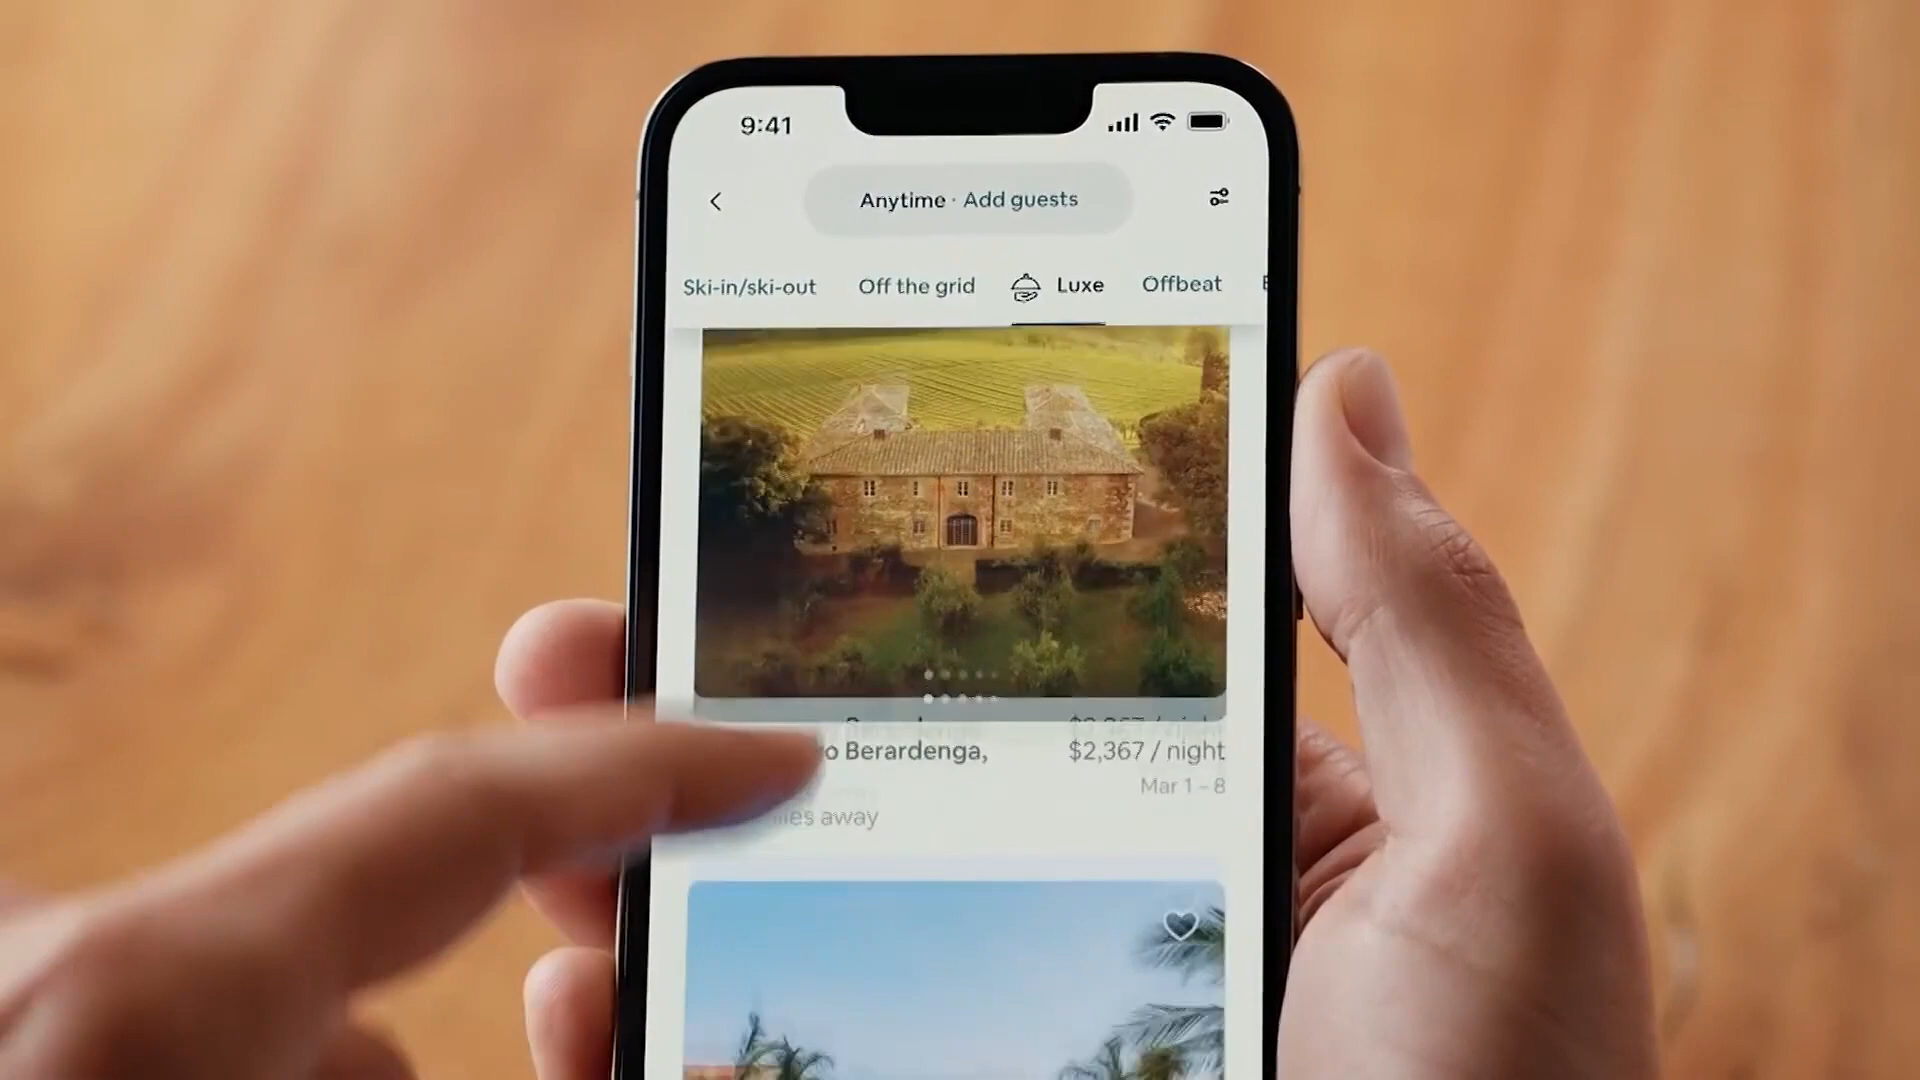 9:41
Anytime · Add guests
Ski-in/ski-out Off the grid Luxe Offbeat
Berardenga, $2,367 / night
Mar 1 – 8
away